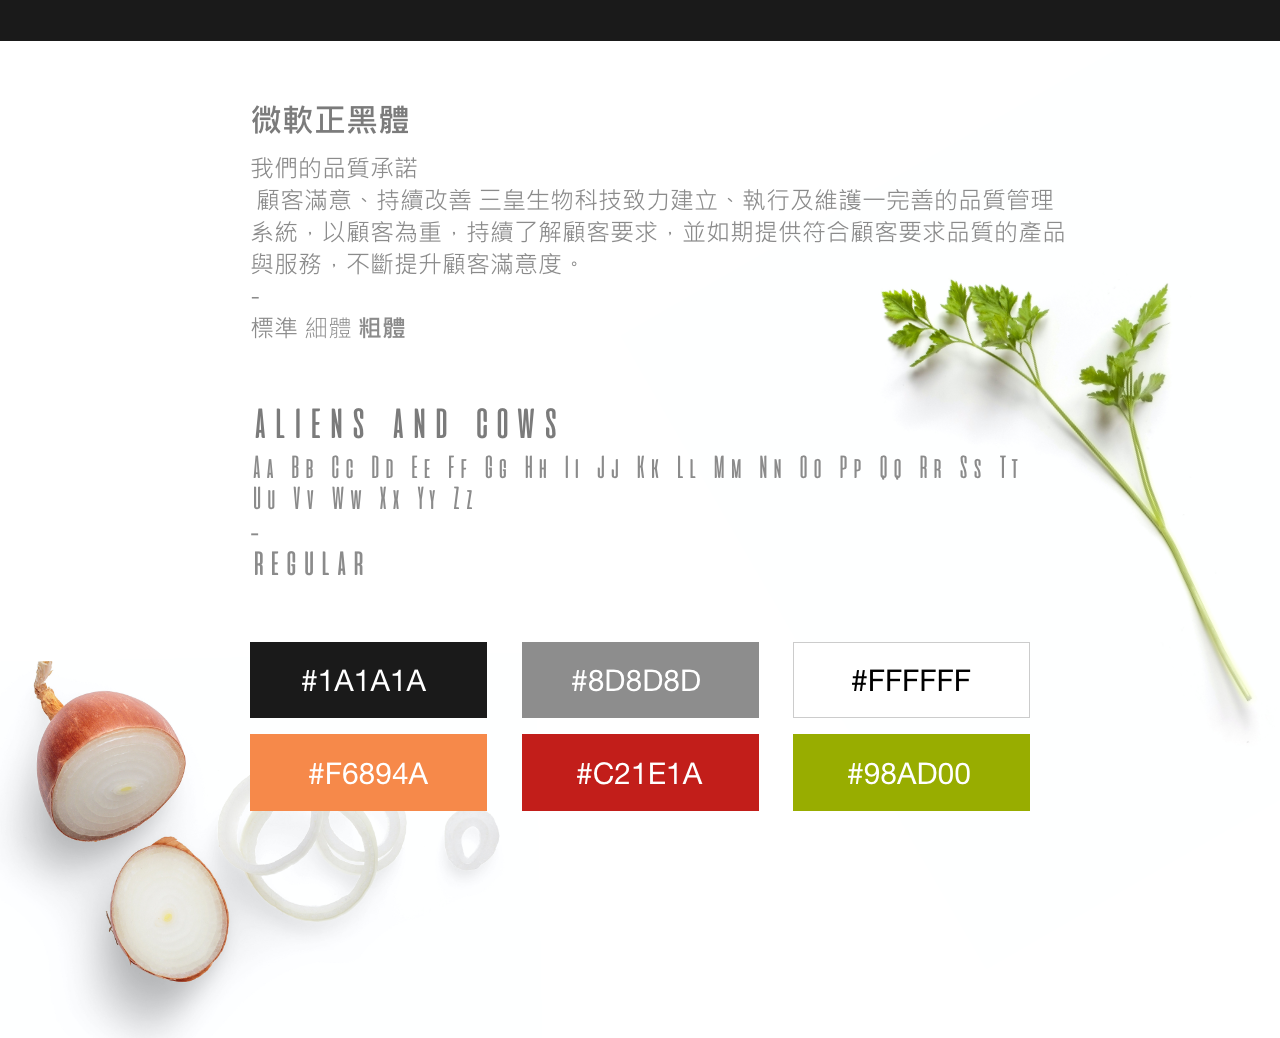 微軟正黑體
我們的品質承諾
顧客滿意、持續改善 三皇生物科技致力建立、執行及維護一完善的品質管理
系統，以顧客為重，持續了解顧客要求，並如期提供符合顧客要求品質的產品
與服務，不斷提升顧客滿意度。
-
標準 細體 粗體
ALIENS AND COWS
Aa Bb Cc Dd Ee Ff Gg Hh Ii Jj Kk Ll Mm Nn Oo Pp Qq Rr Ss Tt
Uu Vv Ww Xx Yy Zz
-
REGULAR
#1A1A1A #8D8D8D #FFFFFF
#F6894A #C21E1A #98AD00